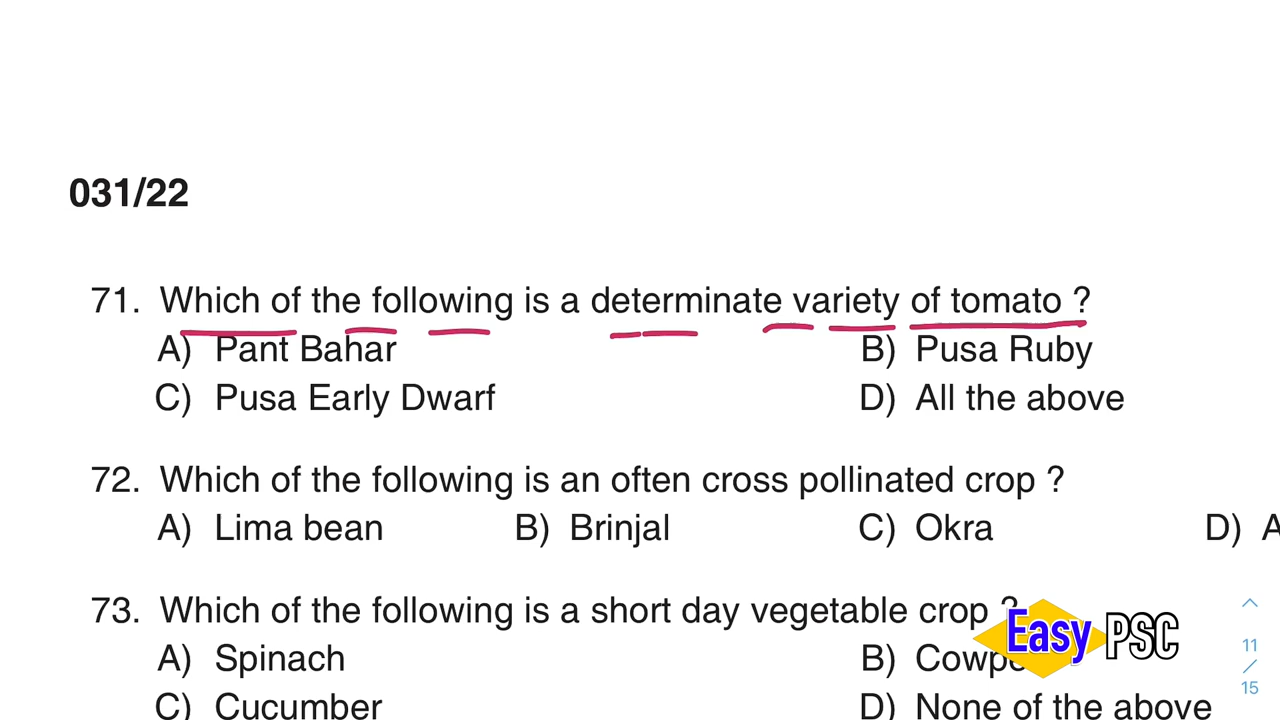 031/22
71. Which of the following is a determinate variety of tomato ?
A) Pant Bahar B) Pusa Ruby
C) Pusa Early Dwarf D) All the above
72. Which of the following is an often cross pollinated crop ?
A) Lima bean B) Brinjal C) Okra D)
73. Which of the following is a short day vegetable crop ?
Easy PSC
A) Spinach B)
C) Cucumber D) None of the above
11
/
15